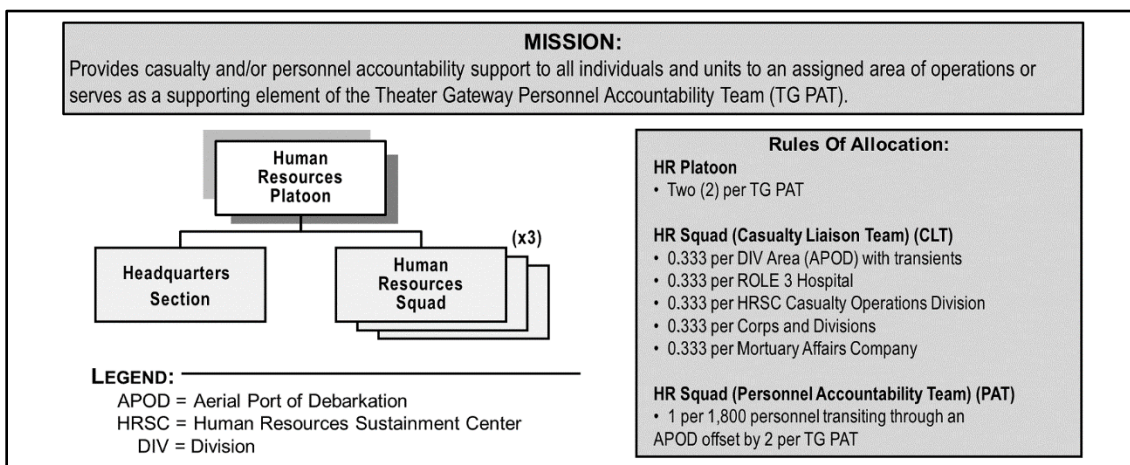 MISSION:
Provides casualty and/or personnel accountability support to all individuals and units to an assigned area of operations or
serves as a supporting element of the Theater Gateway Personnel Accountability Team (TG PAT).
Human
Resources
Platoon
(x3)
Headquarters
Section
Human
Resources
Squad
LEGEND:
APOD = Aerial Port of Debarkation
HRSC = Human Resources Sustainment Center
DIV = Division
Rules Of Allocation:
HR Platoon
• Two (2) per TG PAT
HR Squad (Casualty Liaison Team) (CLT)
• 0.333 per DIV Area (APOD) with transients
• 0.333 per ROLE 3 Hospital
• 0.333 per HRSC Casualty Operations Division
• 0.333 per Corps and Divisions
• 0.333 per Mortuary Affairs Company
HR Squad (Personnel Accountability Team) (PAT)
• 1 per 1,800 personnel transiting through an
APOD offset by 2 per TG PAT